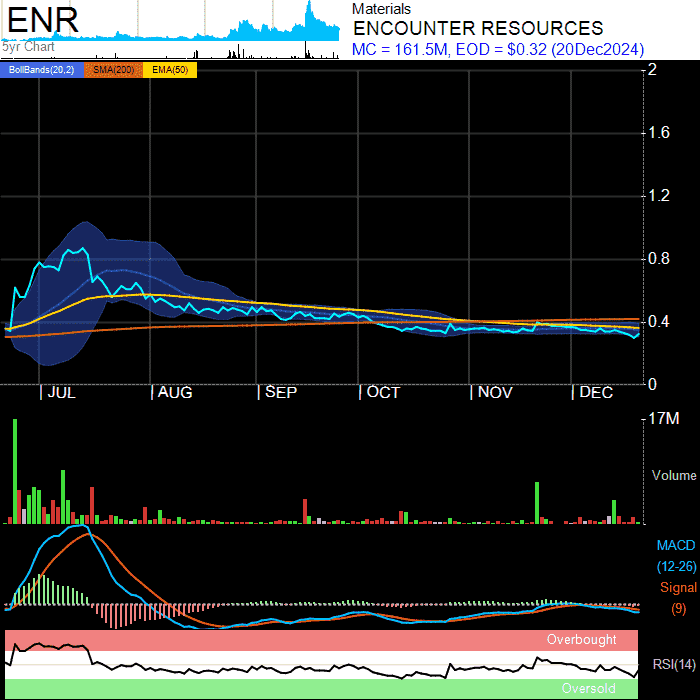 ENR
5yr Chart
Materials
ENCOUNTER RESOURCES
MC = 161.5M, EOD = $0.32 (20Dec2024)
BollBands(20,2) SMA(200) EMA(50)
2
1.6
1.2
0.8
0.4
0
JUL AUG SEP OCT NOV DEC
17M
Volume
MACD
(12-26)
Signal
(9)
Overbought
RSI(14)
Oversold